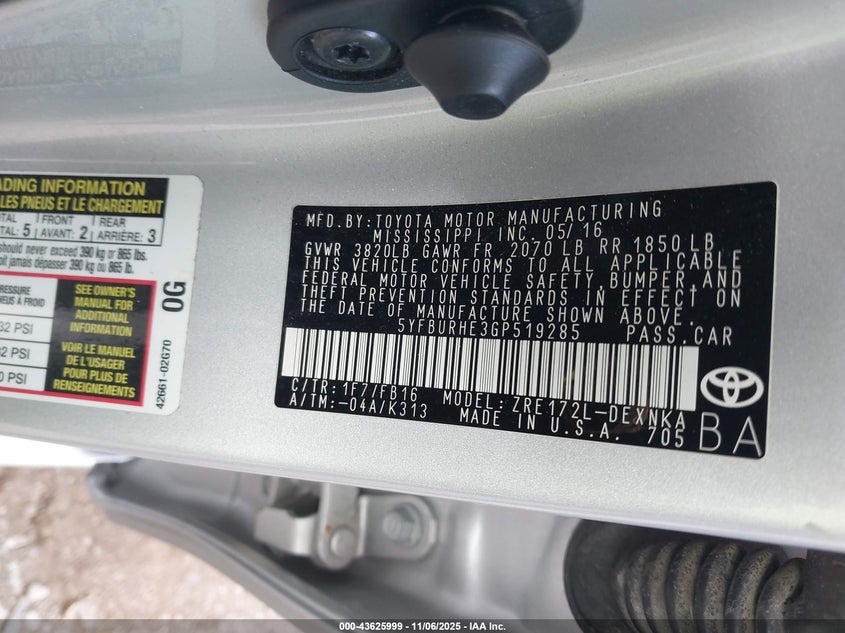 ADING INFORMATION
LES PNEUS ET LE CHARGEMENT
OTAL FRONT REAR
TAL: 5 AVANT: 2 ARRIÈRE: 3
should never exceed 390 kg or 865 lbs.
oit jamais dépasser 390 kg ou 865 lb.
RESSURE
NEUS À FROID
32 PSI
32 PSI
0 PSI
SEE OWNER'S
MANUAL FOR
ADDITIONAL
INFORMATION
VOIR LE MANUEL
DE L'USAGER
POUR PLUS DE
RENSEIGNEMENTS
0G
42661-02G70
MFD. BY: TOYOTA MOTOR MANUFACTURING
MISSISSIPPI, INC. 05/16
GVWR 3820LB GAWR FR 2070 LB RR 1850 LB
THIS VEHICLE CONFORMS TO ALL APPLICABLE
FEDERAL MOTOR VEHICLE SAFETY, BUMPER, AND
THEFT PREVENTION STANDARDS IN EFFECT ON
THE DATE OF MANUFACTURE SHOWN ABOVE.
5YFBURHE3GP519285 PASS.CAR
C/TR: 1F7/FB16 MODEL: ZRE172L-DEXNKA
A/TM: -04A/K313 MADE IN U.S.A. 705
BA
000-43625999 - 11/06/2025 - IAA Inc.